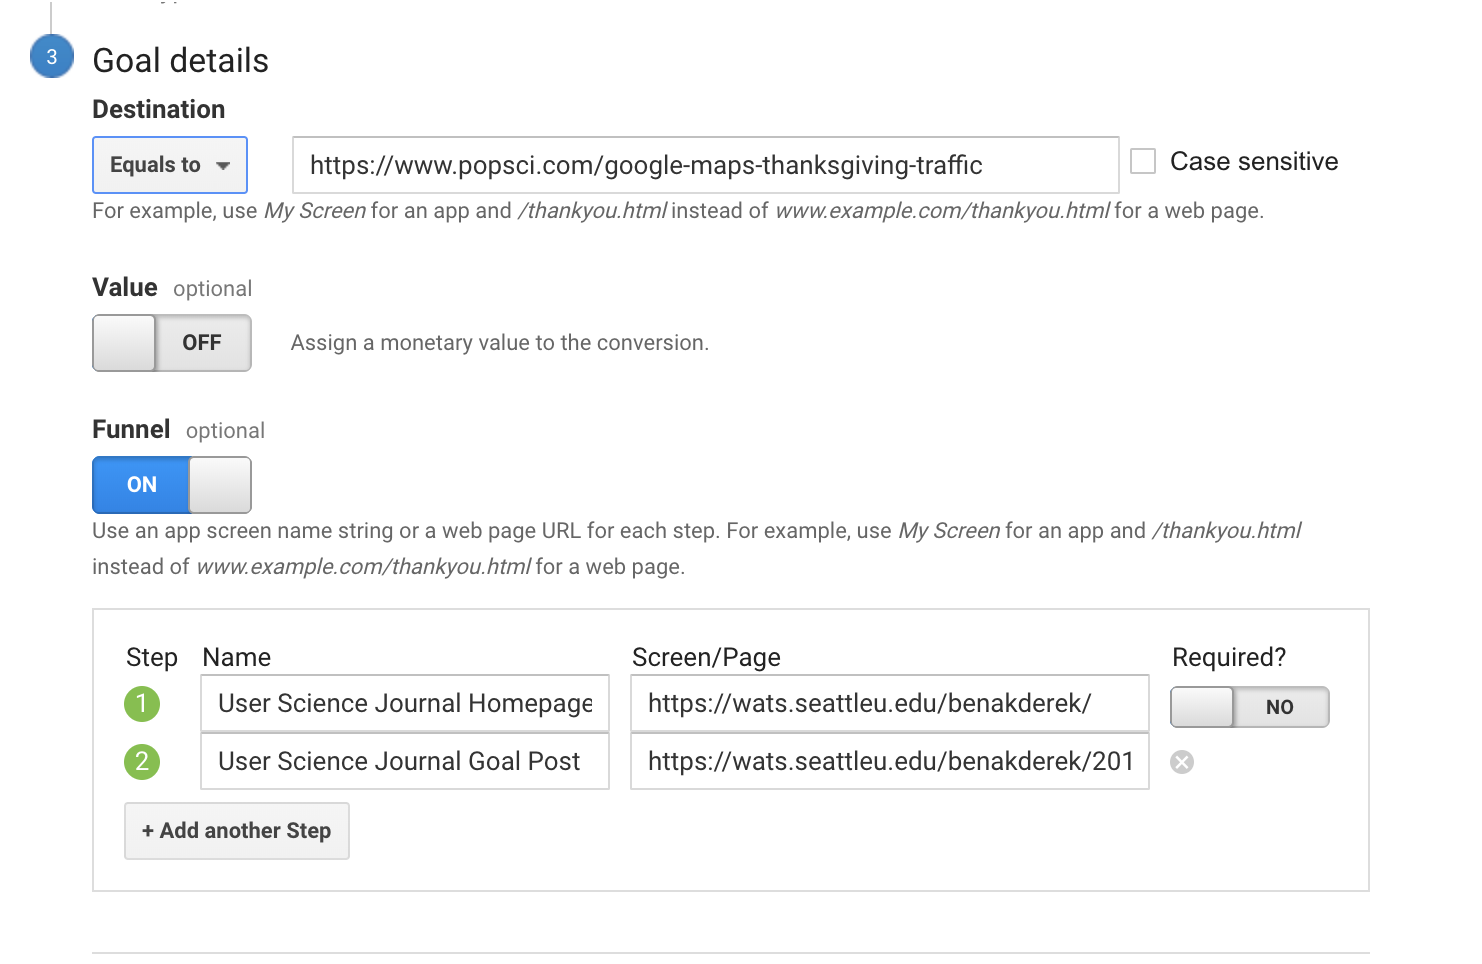 3 Goal details
Destination
Equals to https://www.popsci.com/google-maps-thanksgiving-traffic Case sensitive
For example, use My Screen for an app and /thankyou.html instead of www.example.com/thankyou.html for a web page.
Value optional
OFF Assign a monetary value to the conversion.
Funnel optional
ON
Use an app screen name string or a web page URL for each step. For example, use My Screen for an app and /thankyou.html
instead of www.example.com/thankyou.html for a web page.
Step Name Screen/Page Required?
1 User Science Journal Homepage https://wats.seattleu.edu/benakderek/ NO
2 User Science Journal Goal Post https://wats.seattleu.edu/benakderek/201
+ Add another Step